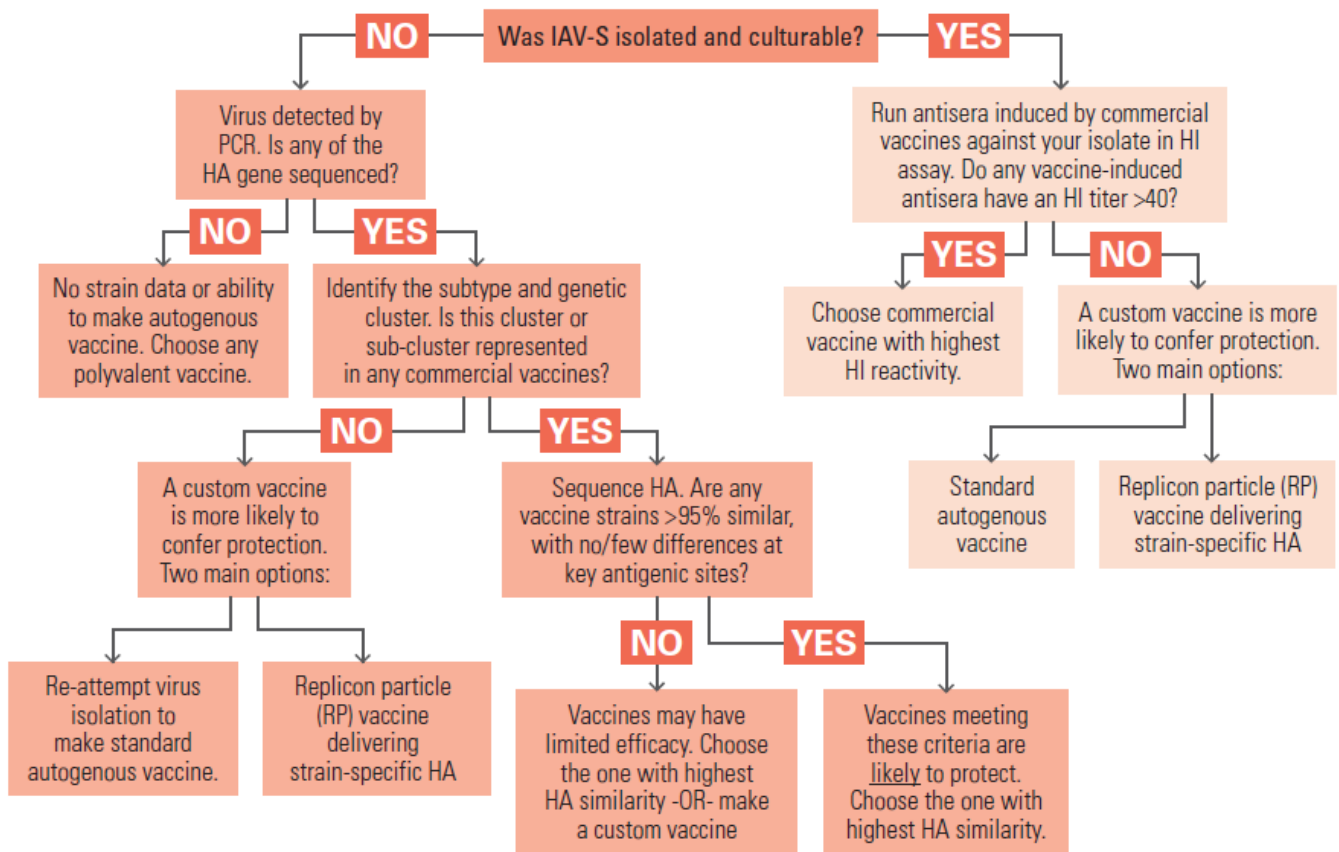 NO
Was IAV-S isolated and culturable?
YES
Virus detected by
PCR. Is any of the
HA gene sequenced?
Run antisera induced by commercial
vaccines against your isolate in HI
assay. Do any vaccine-induced
antisera have an HI titer >40?
NO
YES
YES
NO
No strain data or ability
to make autogenous
vaccine. Choose any
polyvalent vaccine.
Identify the subtype and genetic
cluster. Is this cluster or
sub-cluster represented
in any commercial vaccines?
Choose commercial
vaccine with highest
HI reactivity.
A custom vaccine is more
likely to confer protection.
Two main options:
NO
YES
A custom vaccine
is more likely to
confer protection.
Two main options:
Sequence HA. Are any
vaccine strains >95% similar,
with no/few differences at
key antigenic sites?
Standard
autogenous
vaccine
Replicon particle (RP)
vaccine delivering
strain-specific HA
NO
YES
Re-attempt virus
isolation to
make standard
autogenous vaccine.
Replicon particle
(RP) vaccine
delivering
strain-specific HA
Vaccines may have
limited efficacy. Choose
the one with highest
HA similarity -OR- make
a custom vaccine
Vaccines meeting
these criteria are
likely to protect.
Choose the one with
highest HA similarity.